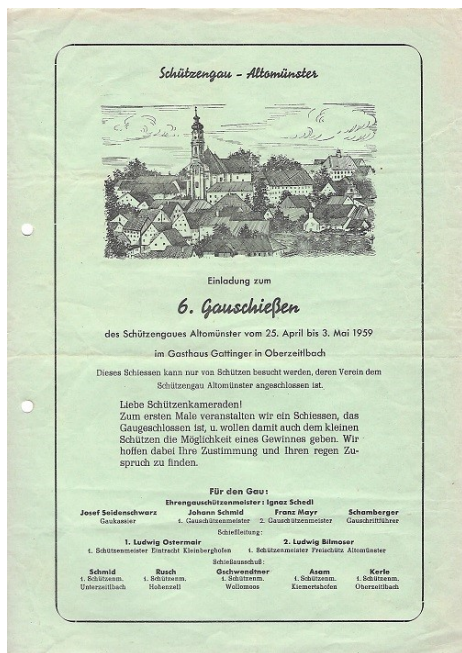 Schützengau - Altomünster
Einladung zum
6. Gauschießen
des Schützengaues Altomünster vom 25. April bis 3. Mai 1959
im Gasthaus Gattinger in Oberzeitlbach
Dieses Schiessen kann nur von Schützen besucht werden, deren Verein dem
Schützengau Altomünster angeschlossen ist.
Liebe Schützenkameraden!
Zum ersten Male veranstalten wir ein Schiessen, das
Gaugeschlossen ist, u. wollen damit auch dem kleinen
Schützen die Möglichkeit eines Gewinnes geben. Wir
hoffen dabei Ihre Zustimmung und Ihren regen Zu-
spruch zu finden.
Für den Gau:
Ehrengauschützenmeister: Ignaz Schedl
Josef Seidenschwarz Johann Schmid Franz Mayr Schamberger
Gaukassier 1. Gauschützenmeister 2. Gauschützenmeister Gauschriftführer
Schießleitung:
1. Ludwig Ostermair 2. Ludwig Bilmoser
1. Schützenmeister Eintracht Kleinberghofen 1. Schützenmeister Freischütz Altomünster
Schießausschuß:
Schmid Rusch Gschwendtner Asam Kerle
1. Schützenm. 1. Schützenm. 1. Schützenm. 1. Schützenm. 1. Schützenm.
Unterzeitlbach Hohenzell Wollomoos Kiemertshofen Oberzeitlbach